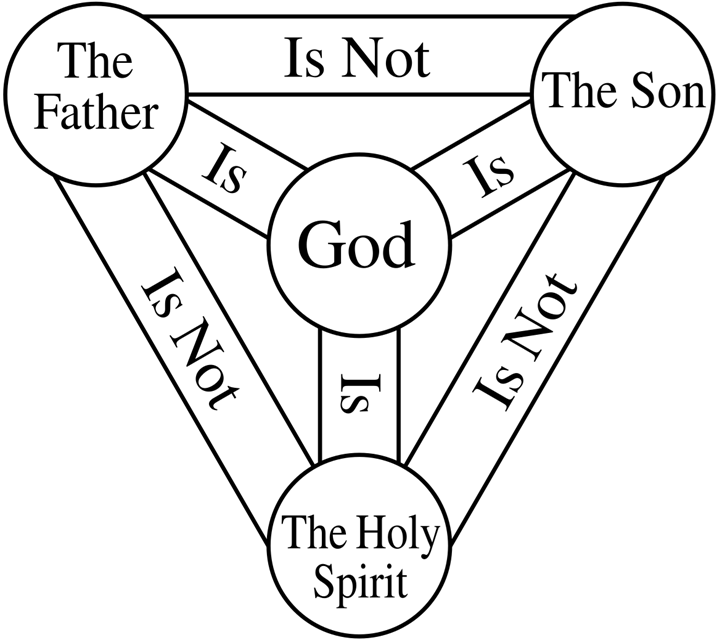 The
Father
Is Not
The Son
Is
Is
God
Is Not
Is
Is Not
The Holy
Spirit